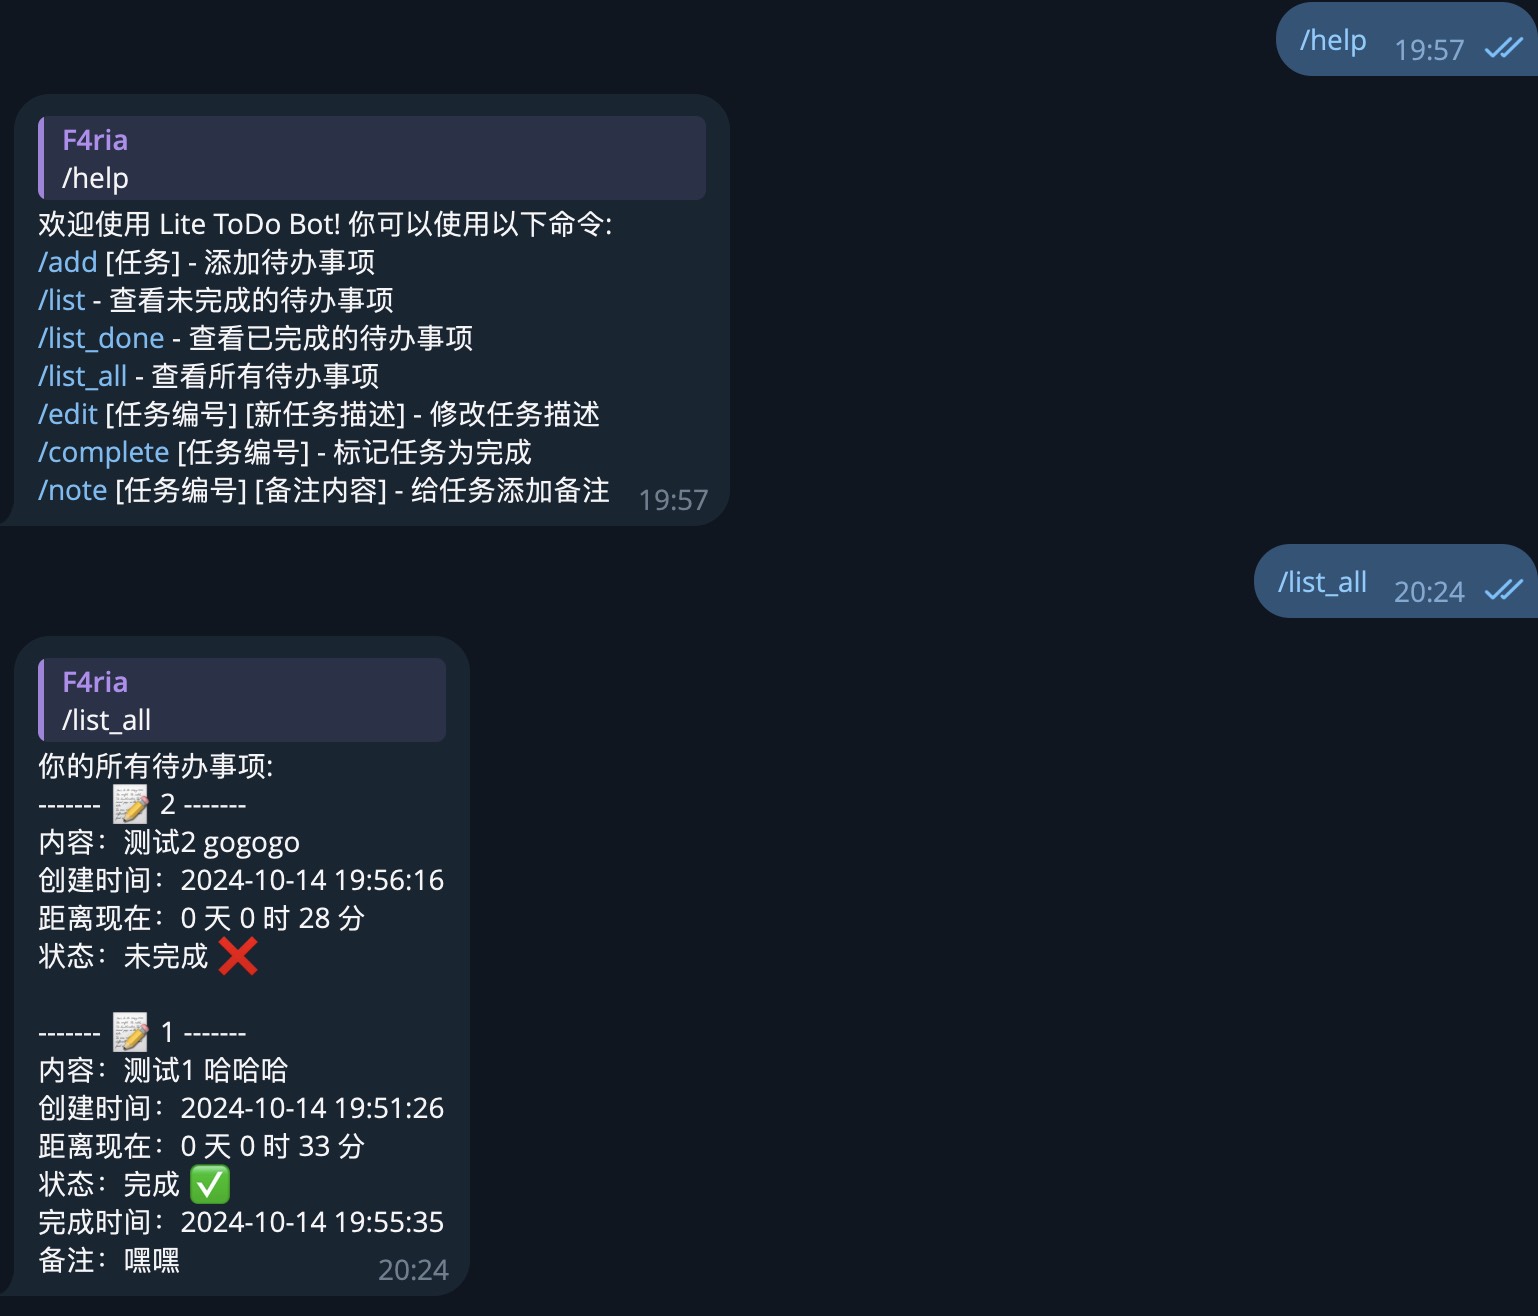 /help 19:57
F4ria
/help
欢迎使用 Lite ToDo Bot! 你可以使用以下命令:
/add [任务] - 添加待办事项
/list - 查看未完成的待办事项
/list_done - 查看已完成的待办事项
/list_all - 查看所有待办事项
/edit [任务编号] [新任务描述] - 修改任务描述
/complete [任务编号] - 标记任务为完成
/note [任务编号] [备注内容] - 给任务添加备注 19:57
/list_all 20:24
F4ria
/list_all
你的所有待办事项:
------- 📝 2 -------
内容：测试2 gogogo
创建时间：2024-10-14 19:56:16
距离现在：0 天 0 时 28 分
状态：未完成 ❌
------- 📝 1 -------
内容：测试1 哈哈哈
创建时间：2024-10-14 19:51:26
距离现在：0 天 0 时 33 分
状态：完成 ✅
完成时间：2024-10-14 19:55:35
备注：嘿嘿 20:24